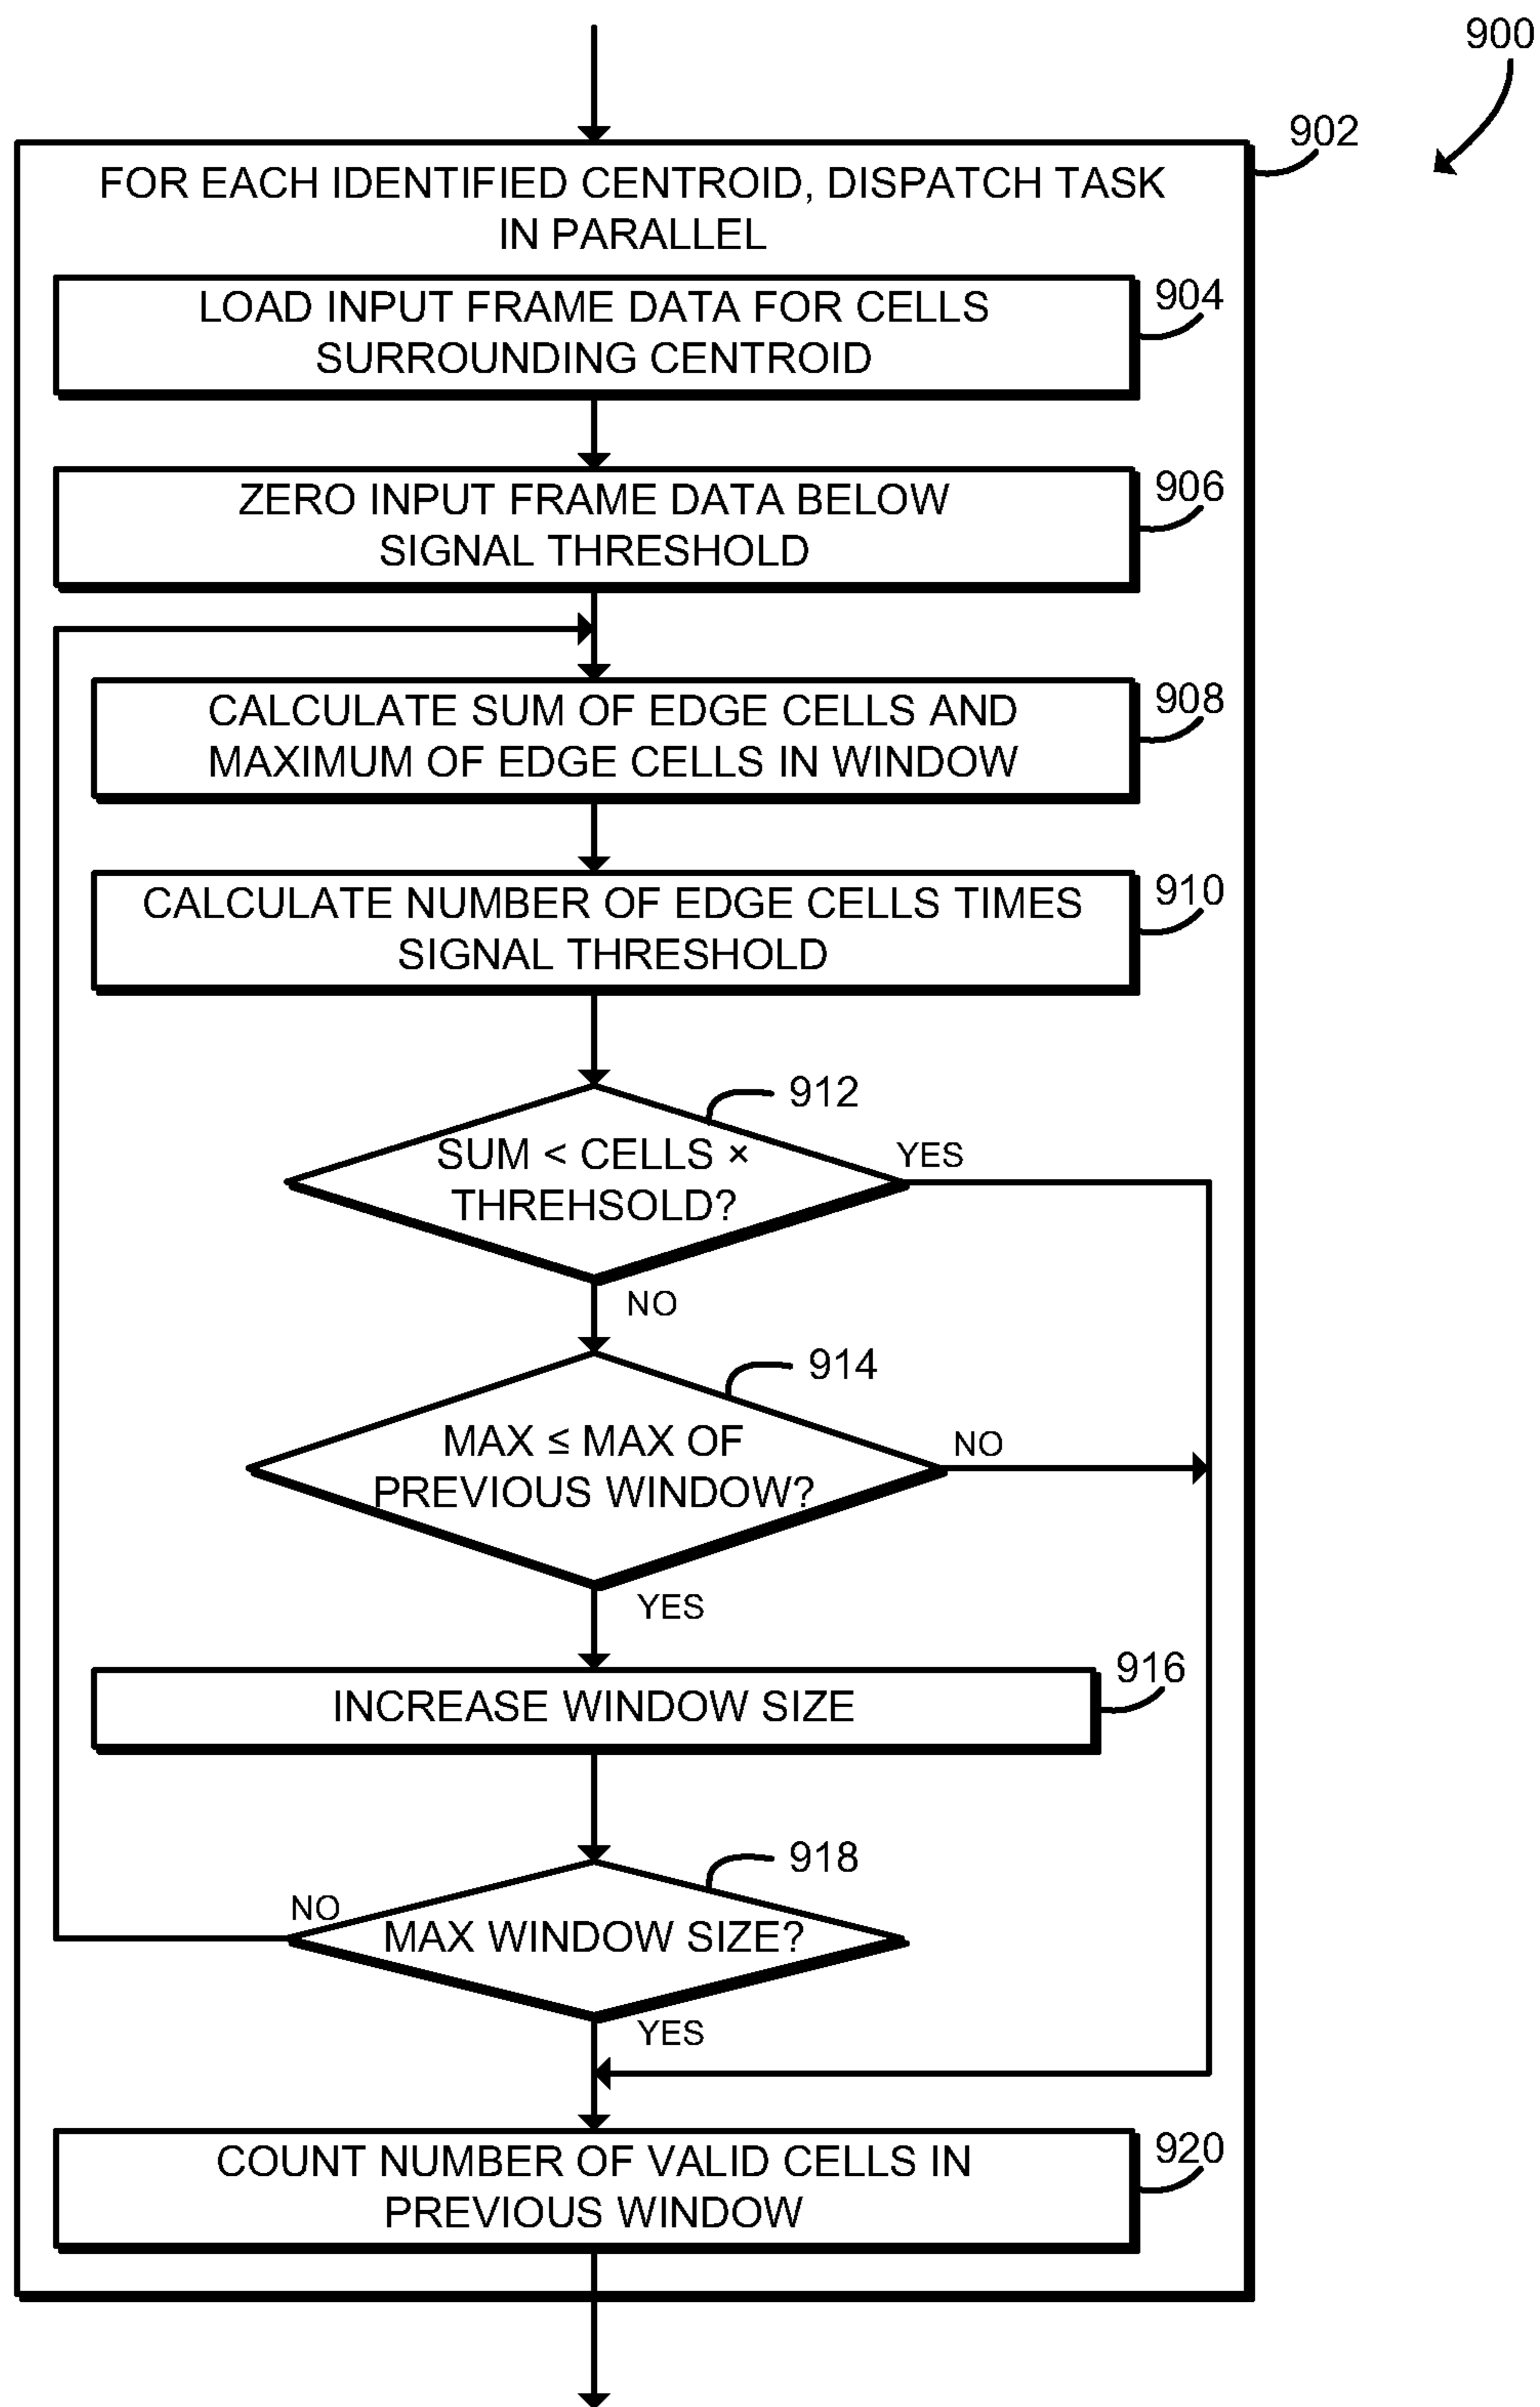 900
902
FOR EACH IDENTIFIED CENTROID, DISPATCH TASK
IN PARALLEL
LOAD INPUT FRAME DATA FOR CELLS
SURROUNDING CENTROID
904
ZERO INPUT FRAME DATA BELOW
SIGNAL THRESHOLD
906
CALCULATE SUM OF EDGE CELLS AND
MAXIMUM OF EDGE CELLS IN WINDOW
908
CALCULATE NUMBER OF EDGE CELLS TIMES
SIGNAL THRESHOLD
910
912
SUM < CELLS ×
THREHSOLD?
YES
NO
914
MAX ≤ MAX OF
PREVIOUS WINDOW?
NO
YES
INCREASE WINDOW SIZE
916
918
MAX WINDOW SIZE?
NO
YES
COUNT NUMBER OF VALID CELLS IN
PREVIOUS WINDOW
920